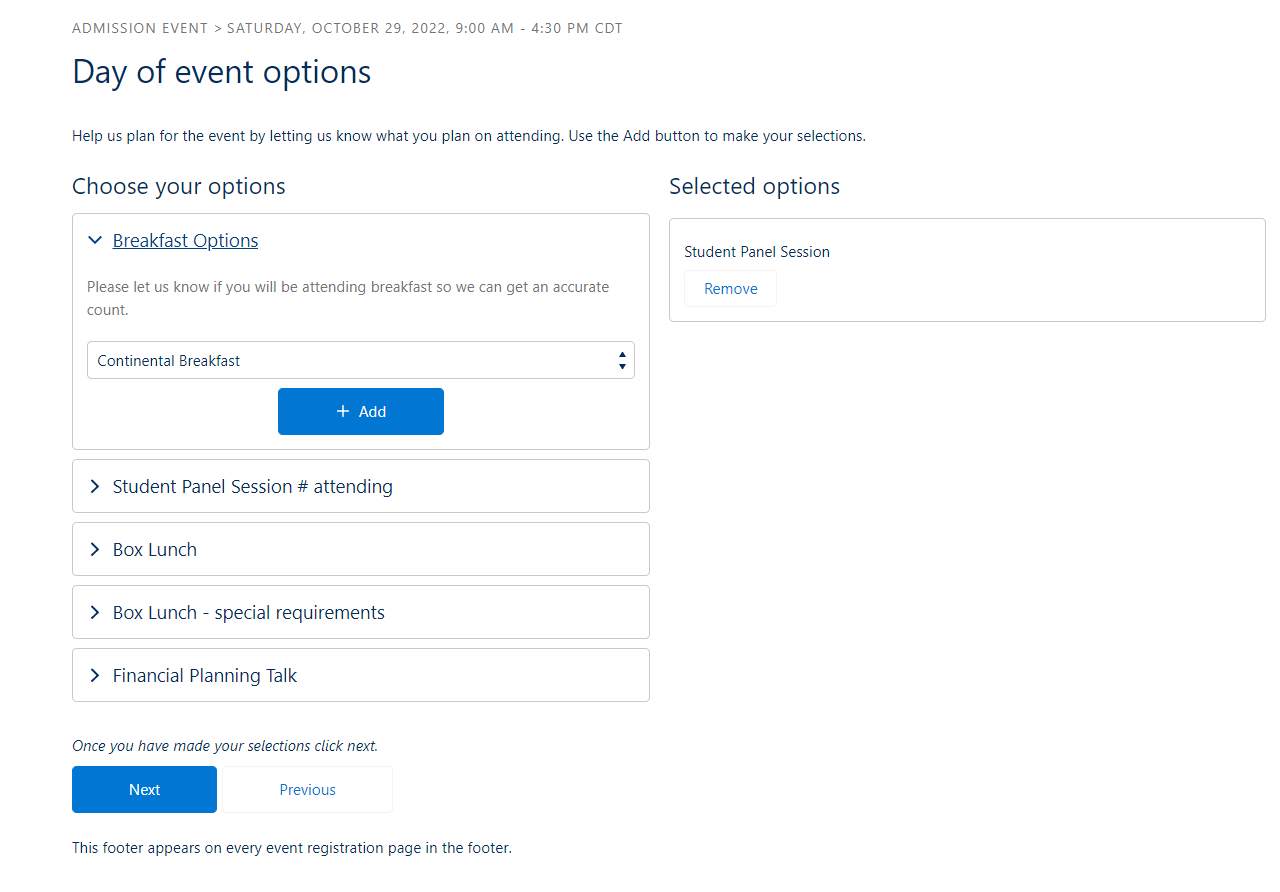 ADMISSION EVENT > SATURDAY, OCTOBER 29, 2022, 9:00 AM - 4:30 PM CDT
Day of event options
Help us plan for the event by letting us know what you plan on attending. Use the Add button to make your selections.
Choose your options
Breakfast Options
Please let us know if you will be attending breakfast so we can get an accurate
count.
Continental Breakfast
+ Add
Student Panel Session # attending
Box Lunch
Box Lunch - special requirements
Financial Planning Talk
Selected options
Student Panel Session
Remove
Once you have made your selections click next.
Next
Previous
This footer appears on every event registration page in the footer.